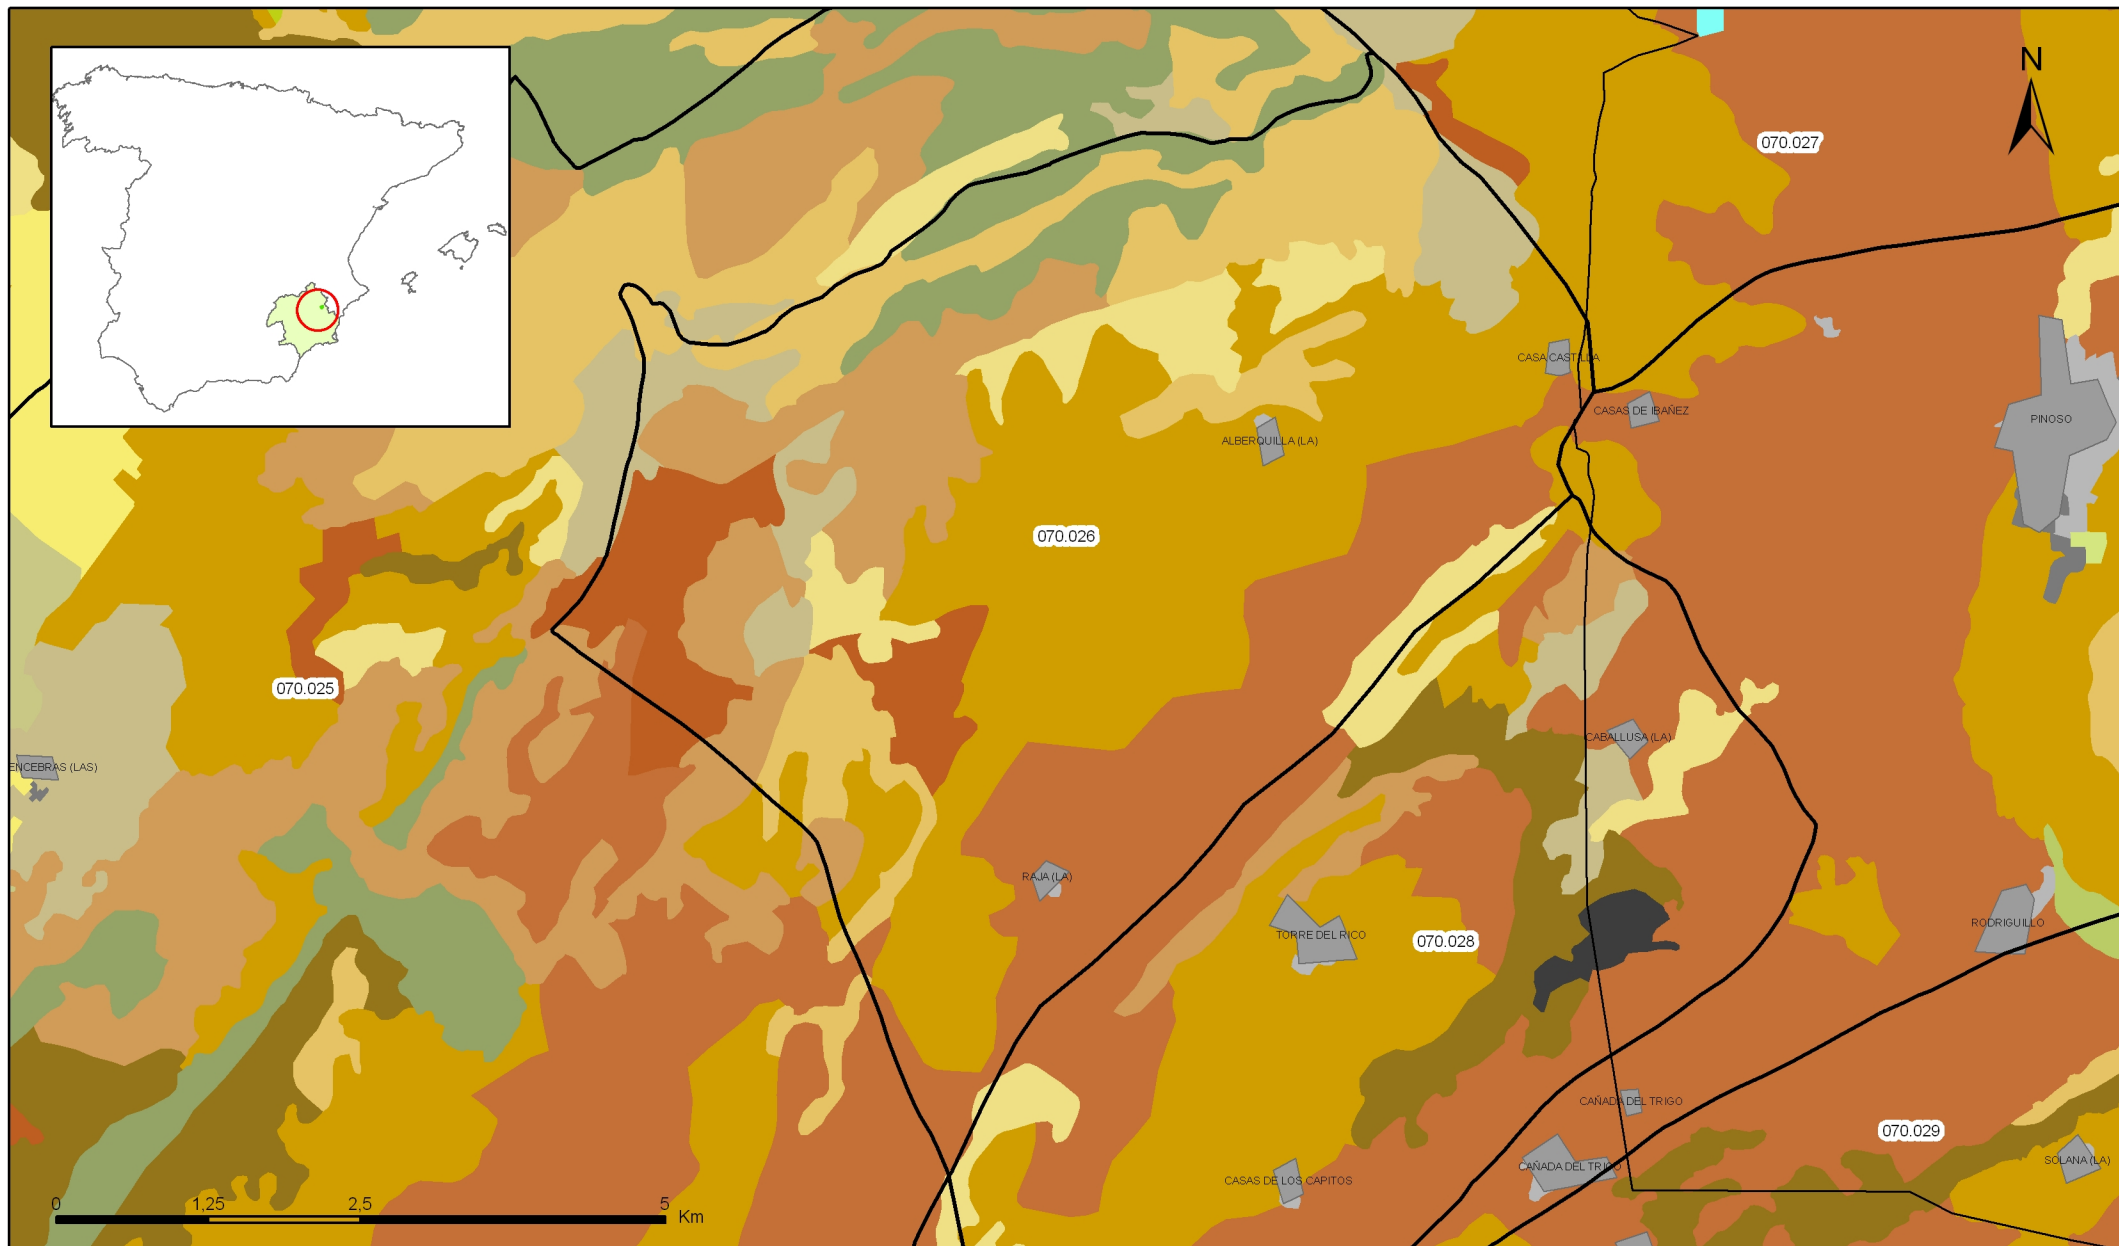 N
070.027
CASA CASTILLA
CASAS DE IBAÑEZ
PINOSO
ALBERQUILLA (LA)
070.026
070.025
CABALLUSA (LA)
ENCEBRAS (LAS)
RAJA (LA)
TORRE DEL RICO
070.028
RODRIGUILLO
CAÑADA DEL TRIGO
070.029
CAÑADA DEL TRIGO
SOLANA (LA)
CASAS DE LOS CAPITOS
0 1,25 2,5 5
Km